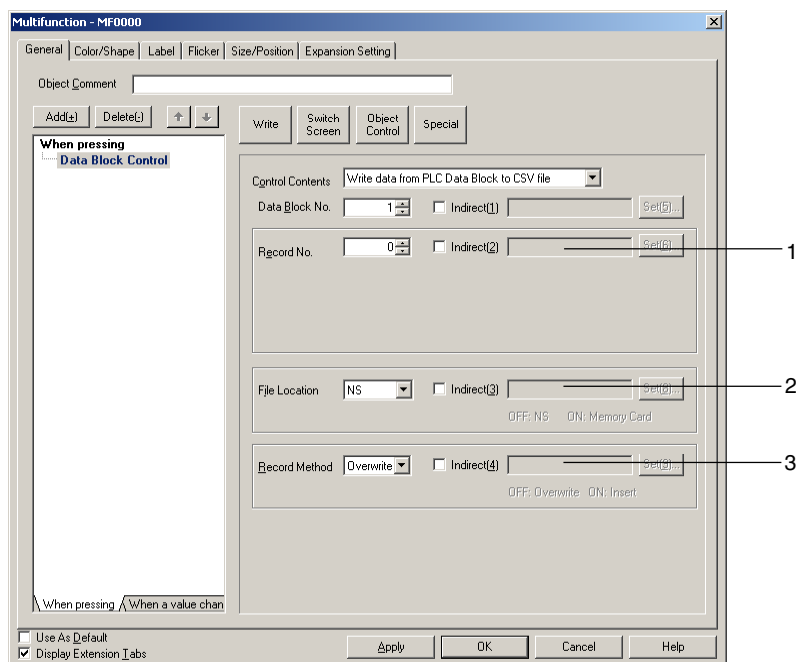 Multifunction - MF0000
General Color/Shape Label Flicker Size/Position Expansion Setting
Object Comment
Add(+) Delete(-) Write Switch Screen Object Control Special
When pressing
Data Block Control
Control Contents Write data from PLC Data Block to CSV file
Data Block No. 1 Indirect(1) Set(5)...
Record No. 0 Indirect(2) Set(6)... 1
File Location NS Indirect(3) Set(8)... 2
OFF: NS ON: Memory Card
Record Method Overwrite Indirect(4) Set(9)... 3
OFF: Overwrite ON: Insert
When pressing When a value chan
Use As Default
Display Extension Tabs
Apply OK Cancel Help